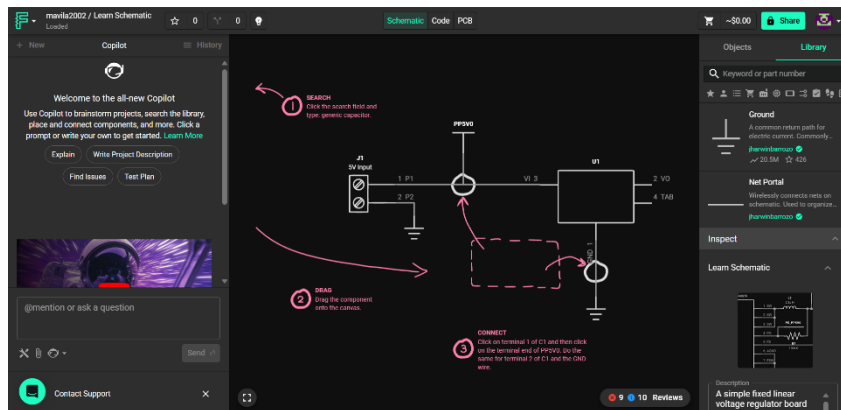 mavila2002 / Learn Schematic
Loaded
0
0
Schematic Code PCB
~$0.00
Share
+ New
Copilot
History
Welcome to the all-new Copilot
Use Copilot to brainstorm projects, search the library,
place and connect components, and more. Click a
prompt or write your own to get started. Learn More
Explain
Write Project Description
Find Issues
Test Plan
@mention or ask a question
Send
Contact Support
1
SEARCH
Click the search field and
type: generic capacitor.
PP5V0
J1
5V Input
1 P1
2 P2
VI 3
U1
2 VO
4 TAB
GND 1
2
DRAG
Drag the component
onto the canvas.
3
CONNECT
Click on terminal 1 of C1 and then click
on the terminal end of PP5V0. Do the
same for terminal 2 of C1 and the GND
wire.
9
10
Reviews
Objects
Library
Keyword or part number
Ground
A common return path for
electric current. Commonly...
jharwinbarrozo
20.5M
426
Net Portal
Wirelessly connects nets on
schematic. Used to organize...
jharwinbarrozo
Inspect
Learn Schematic
Description
A simple fixed linear
voltage regulator board